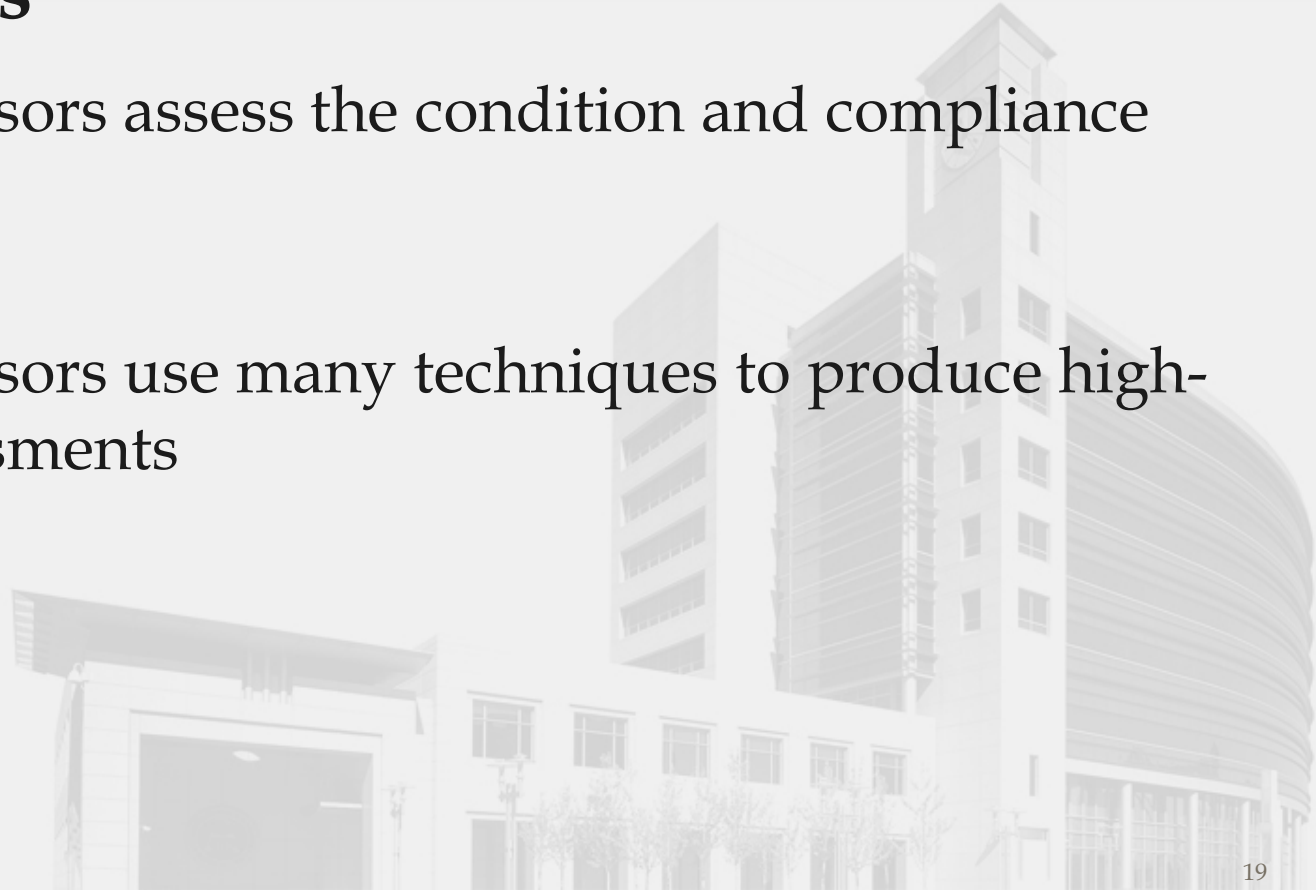 s
sors assess the condition and compliance
sors use many techniques to produce high-
sments
19